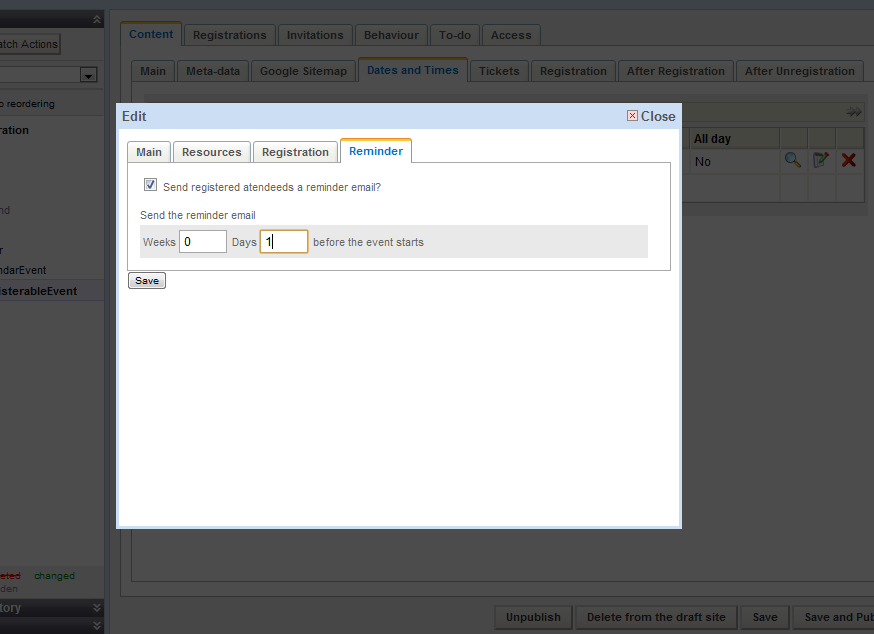 Content Registrations Invitations Behaviour To-do Access
atch Actions
Main Meta-data Google Sitemap Dates and Times Tickets Registration After Registration After Unregistration
reordering
ration
All day
No
nd
r
ndarEvent
isterableEvent
Edit Close
Main Resources Registration Reminder
Send registered atendeeds a reminder email?
Send the reminder email
Weeks 0 Days 1 before the event starts
Save
eted changed
den
tory
Unpublish Delete from the draft site Save Save and Pub